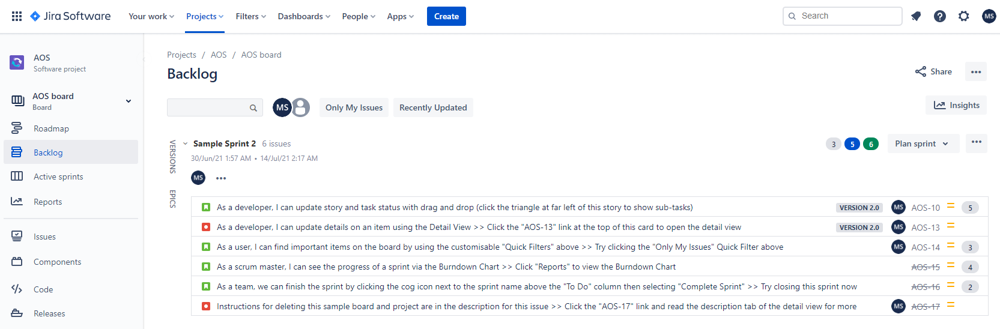 Jira Software Your work Projects Filters Dashboards People Apps Create Search MS
AOS
Software project
AOS board
Board
Roadmap
Backlog
Active sprints
Reports
Issues
Components
Code
Releases
Projects / AOS / AOS board
Backlog
Share
MS Only My Issues Recently Updated
Insights
VERSIONS
EPICS
Sample Sprint 2 6 issues 3 5 6 Plan sprint
30/Jun/21 1:57 AM • 14/Jul/21 2:17 AM
MS
As a developer, I can update story and task status with drag and drop (click the triangle at far left of this story to show sub-tasks) VERSION 2.0 MS AOS-10 5
As a developer, I can update details on an item using the Detail View >> Click the "AOS-13" link at the top of this card to open the detail view VERSION 2.0 MS AOS-13
As a user, I can find important items on the board by using the customisable "Quick Filters" above >> Try clicking the "Only My Issues" Quick Filter above MS AOS-14 3
As a scrum master, I can see the progress of a sprint via the Burndown Chart >> Click "Reports" to view the Burndown Chart AOS-15 4
As a team, we can finish the sprint by clicking the cog icon next to the sprint name above the "To Do" column then selecting "Complete Sprint" >> Try closing this sprint now AOS-16 2
Instructions for deleting this sample board and project are in the description for this issue >> Click the "AOS-17" link and read the description tab of the detail view for more MS AOS-17